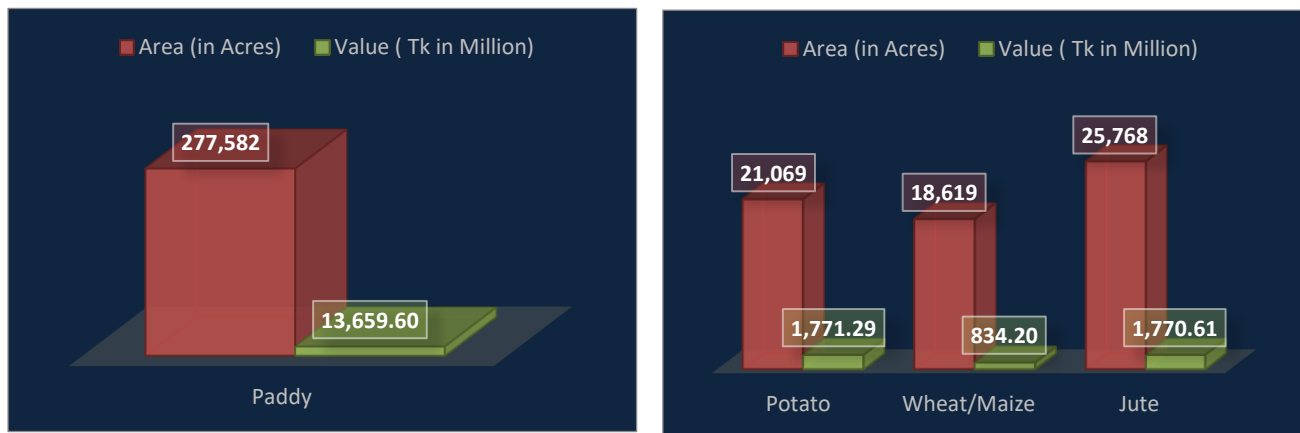 Area (in Acres) Value ( Tk in Million)
277,582
13,659.60
Paddy
Area (in Acres) Value ( Tk in Million)
25,768
21,069
18,619
1,771.29 834.20 1,770.61
Potato Wheat/Maize Jute